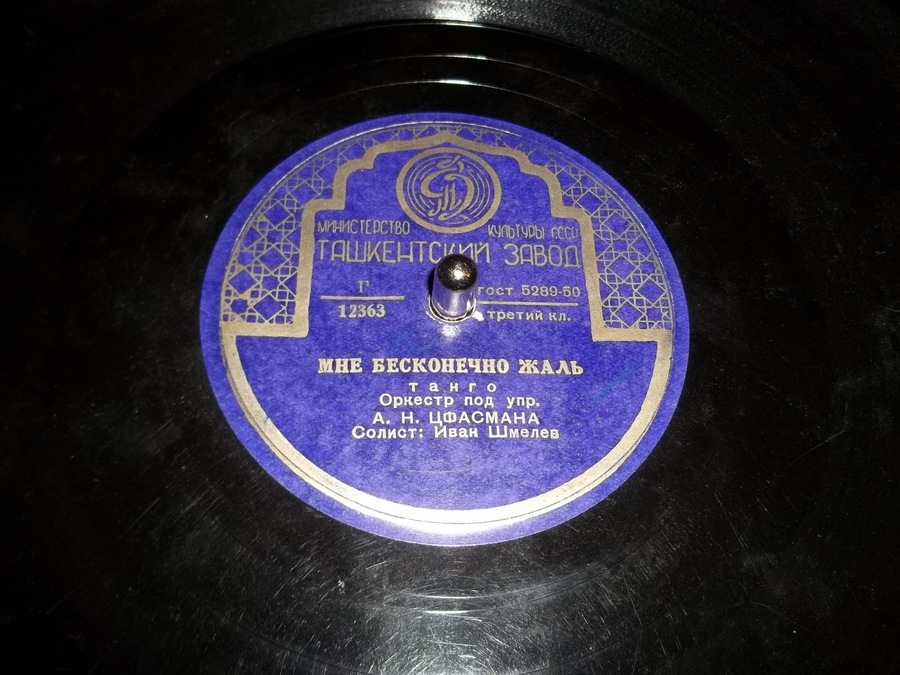 МИНИСТЕРСТВО КУЛЬТУРЫ СССР
ТАШКЕНТСКИЙ ЗАВОД
Г гост 5289-50
12363 третий кл.
МНЕ БЕСКОНЕЧНО ЖАЛЬ
танго
Оркестр под упр.
А. Н. ЦФАСМАНА
Солист: Иван Шмелев